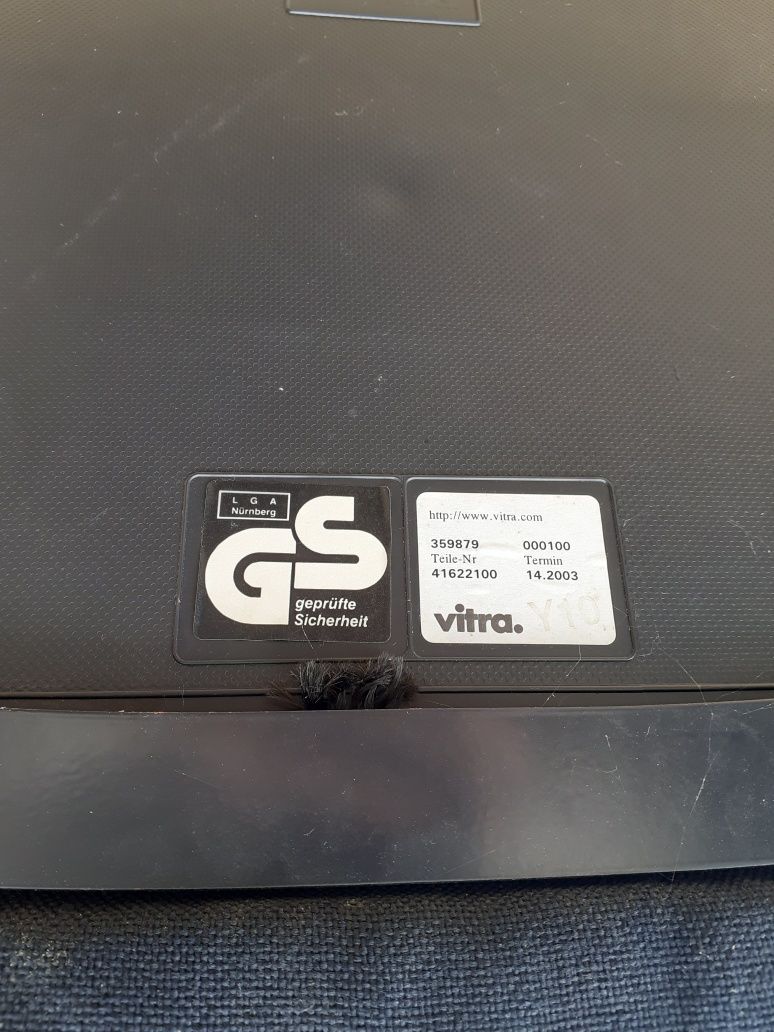 L G A
Nürnberg
GS
geprüfte
Sicherheit
http://www.vitra.com
359879 000100
Teile-Nr Termin
41622100 14.2003
vitra. Y10